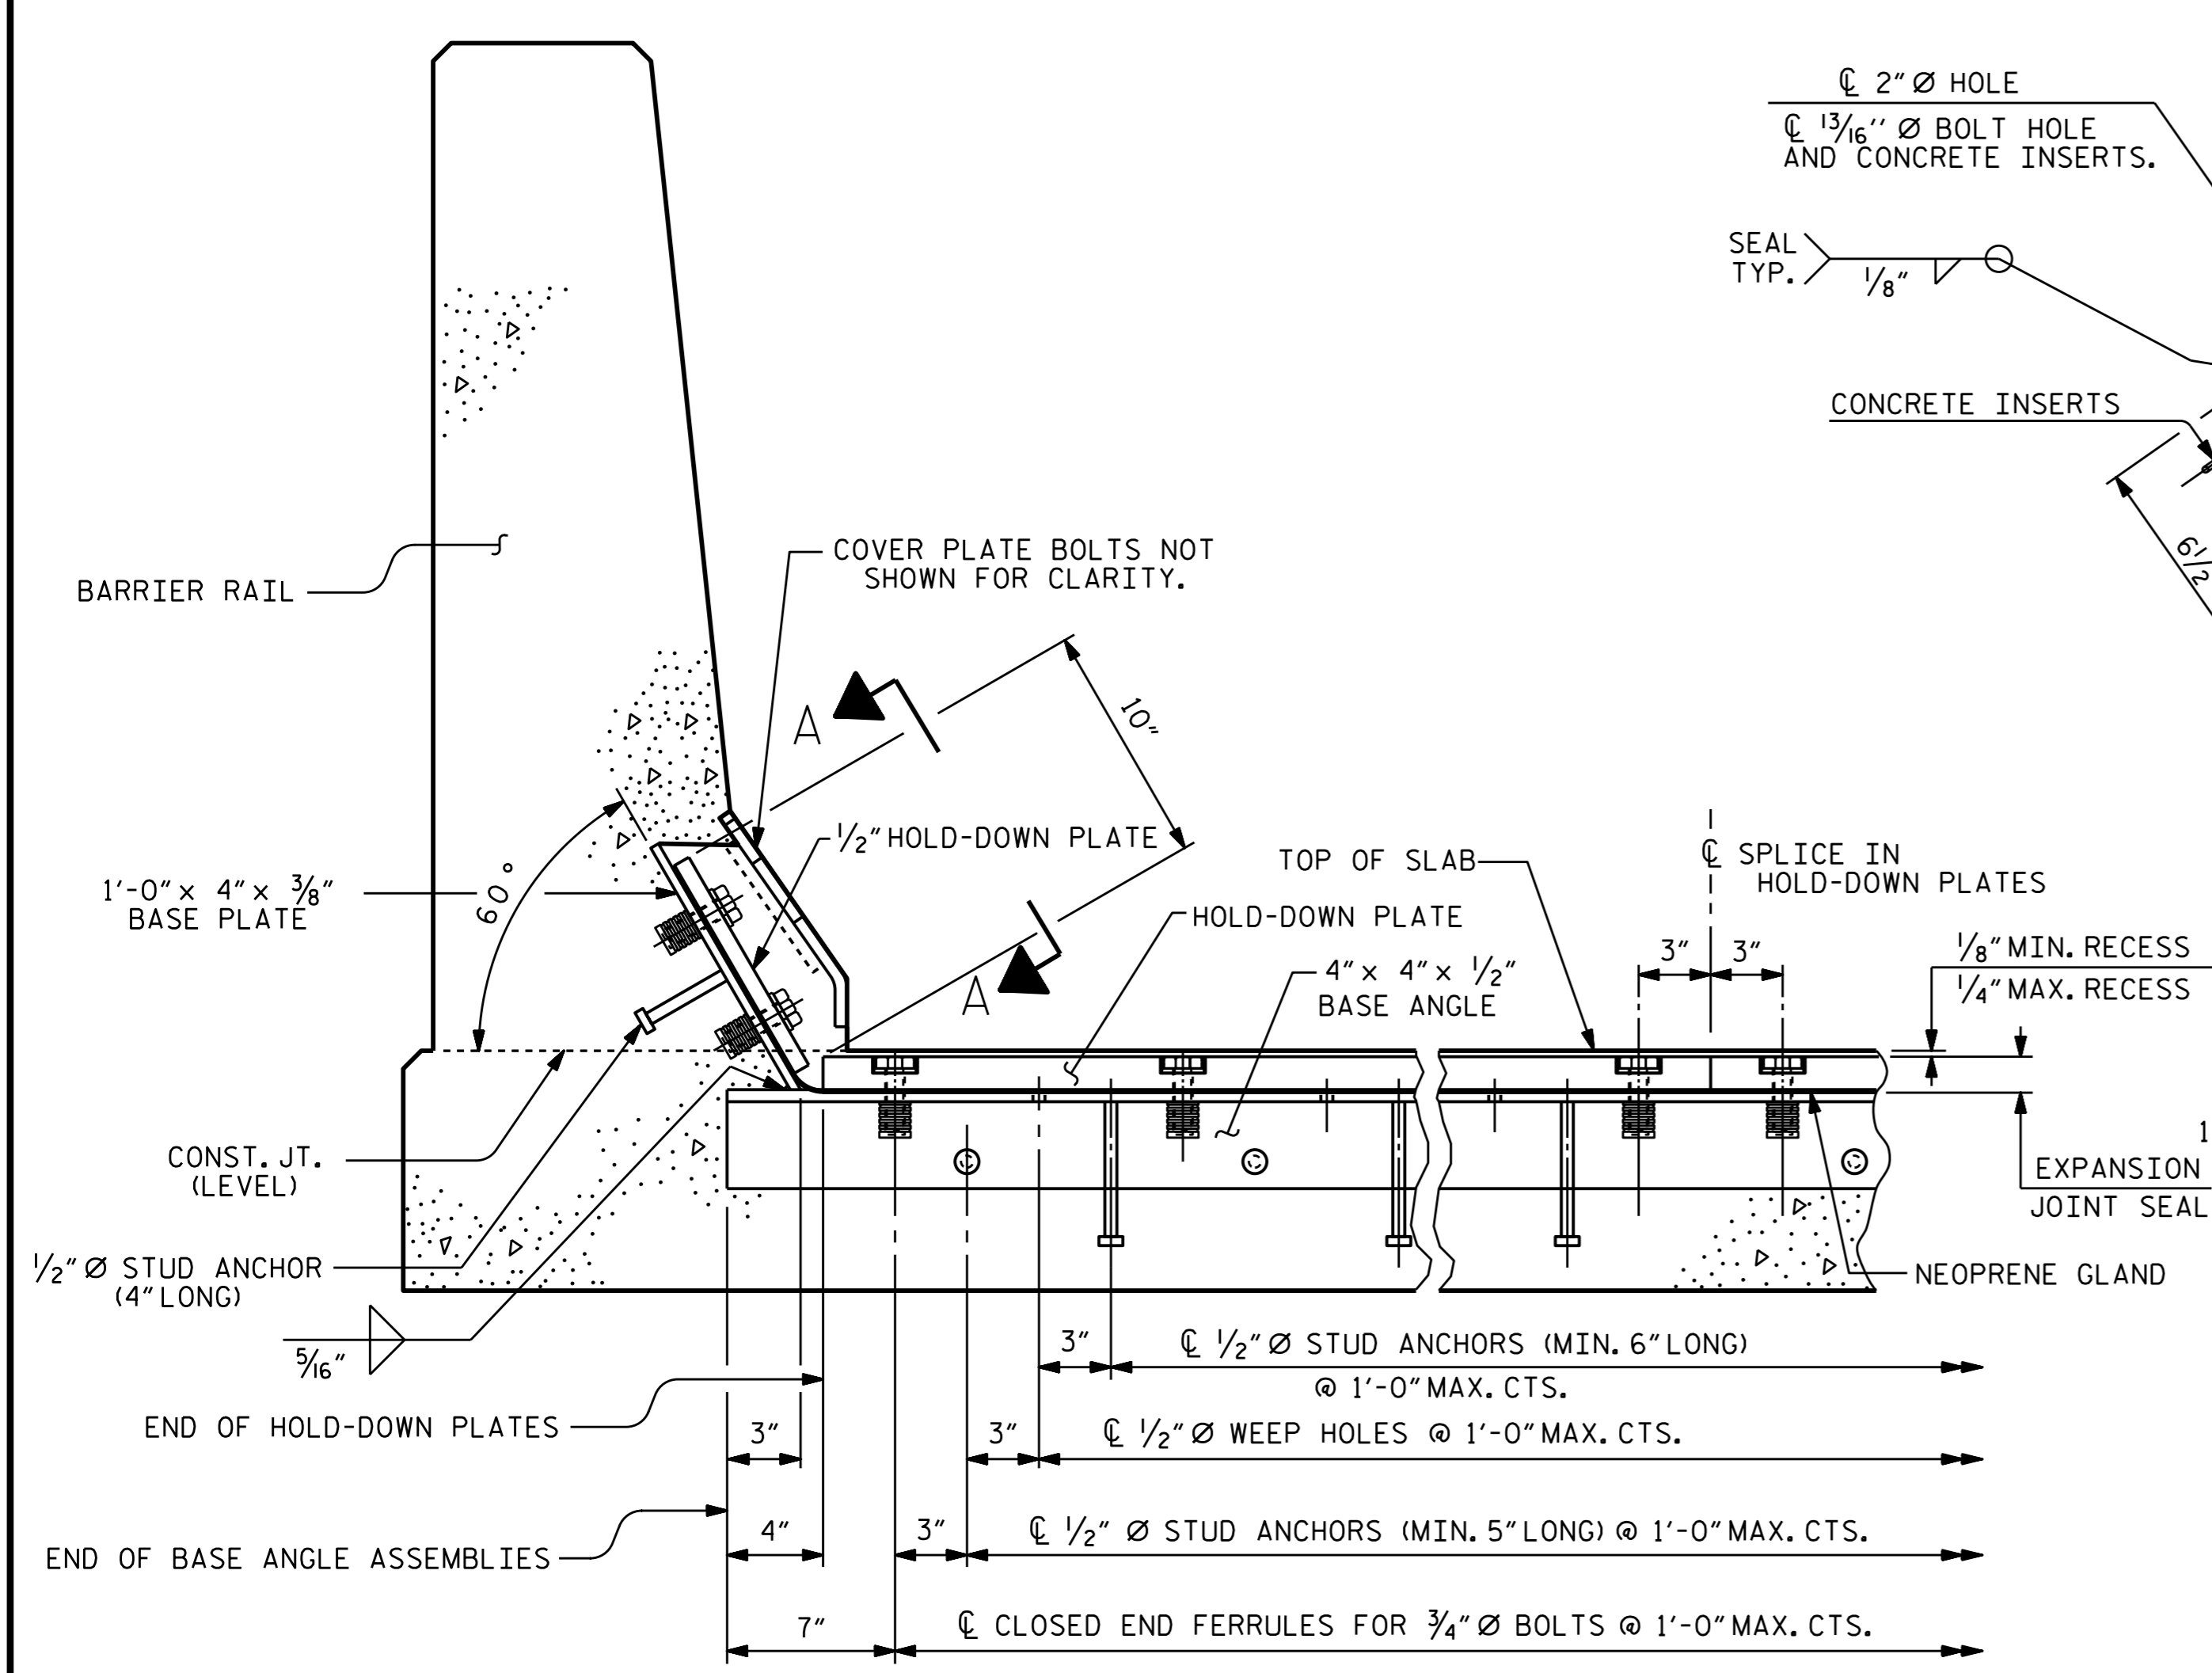 ℄ 2"Ø HOLE
℄ 13/16'' Ø BOLT HOLE
AND CONCRETE INSERTS.
SEAL
TYP.
1/8"
CONCRETE INSERTS
6 1/2
BARRIER RAIL
COVER PLATE BOLTS NOT
SHOWN FOR CLARITY.
A
10"
1/2" HOLD-DOWN PLATE
1'-0" x 4" x 3/8"
BASE PLATE
60°
TOP OF SLAB
℄ SPLICE IN
HOLD-DOWN PLATES
HOLD-DOWN PLATE
3"
3"
1/8" MIN. RECESS
1/4" MAX. RECESS
4" x 4" x 1/2"
BASE ANGLE
A
CONST. JT.
(LEVEL)
1
EXPANSION
JOINT SEAL
1/2" Ø STUD ANCHOR
(4" LONG)
NEOPRENE GLAND
5/16"
3"
℄ 1/2" Ø STUD ANCHORS (MIN. 6" LONG)
@ 1'-0" MAX. CTS.
END OF HOLD-DOWN PLATES
3"
3"
℄ 1/2" Ø WEEP HOLES @ 1'-0" MAX. CTS.
END OF BASE ANGLE ASSEMBLIES
4"
3"
℄ 1/2" Ø STUD ANCHORS (MIN. 5" LONG) @ 1'-0" MAX. CTS.
7"
℄ CLOSED END FERRULES FOR 3/4" Ø BOLTS @ 1'-0" MAX. CTS.